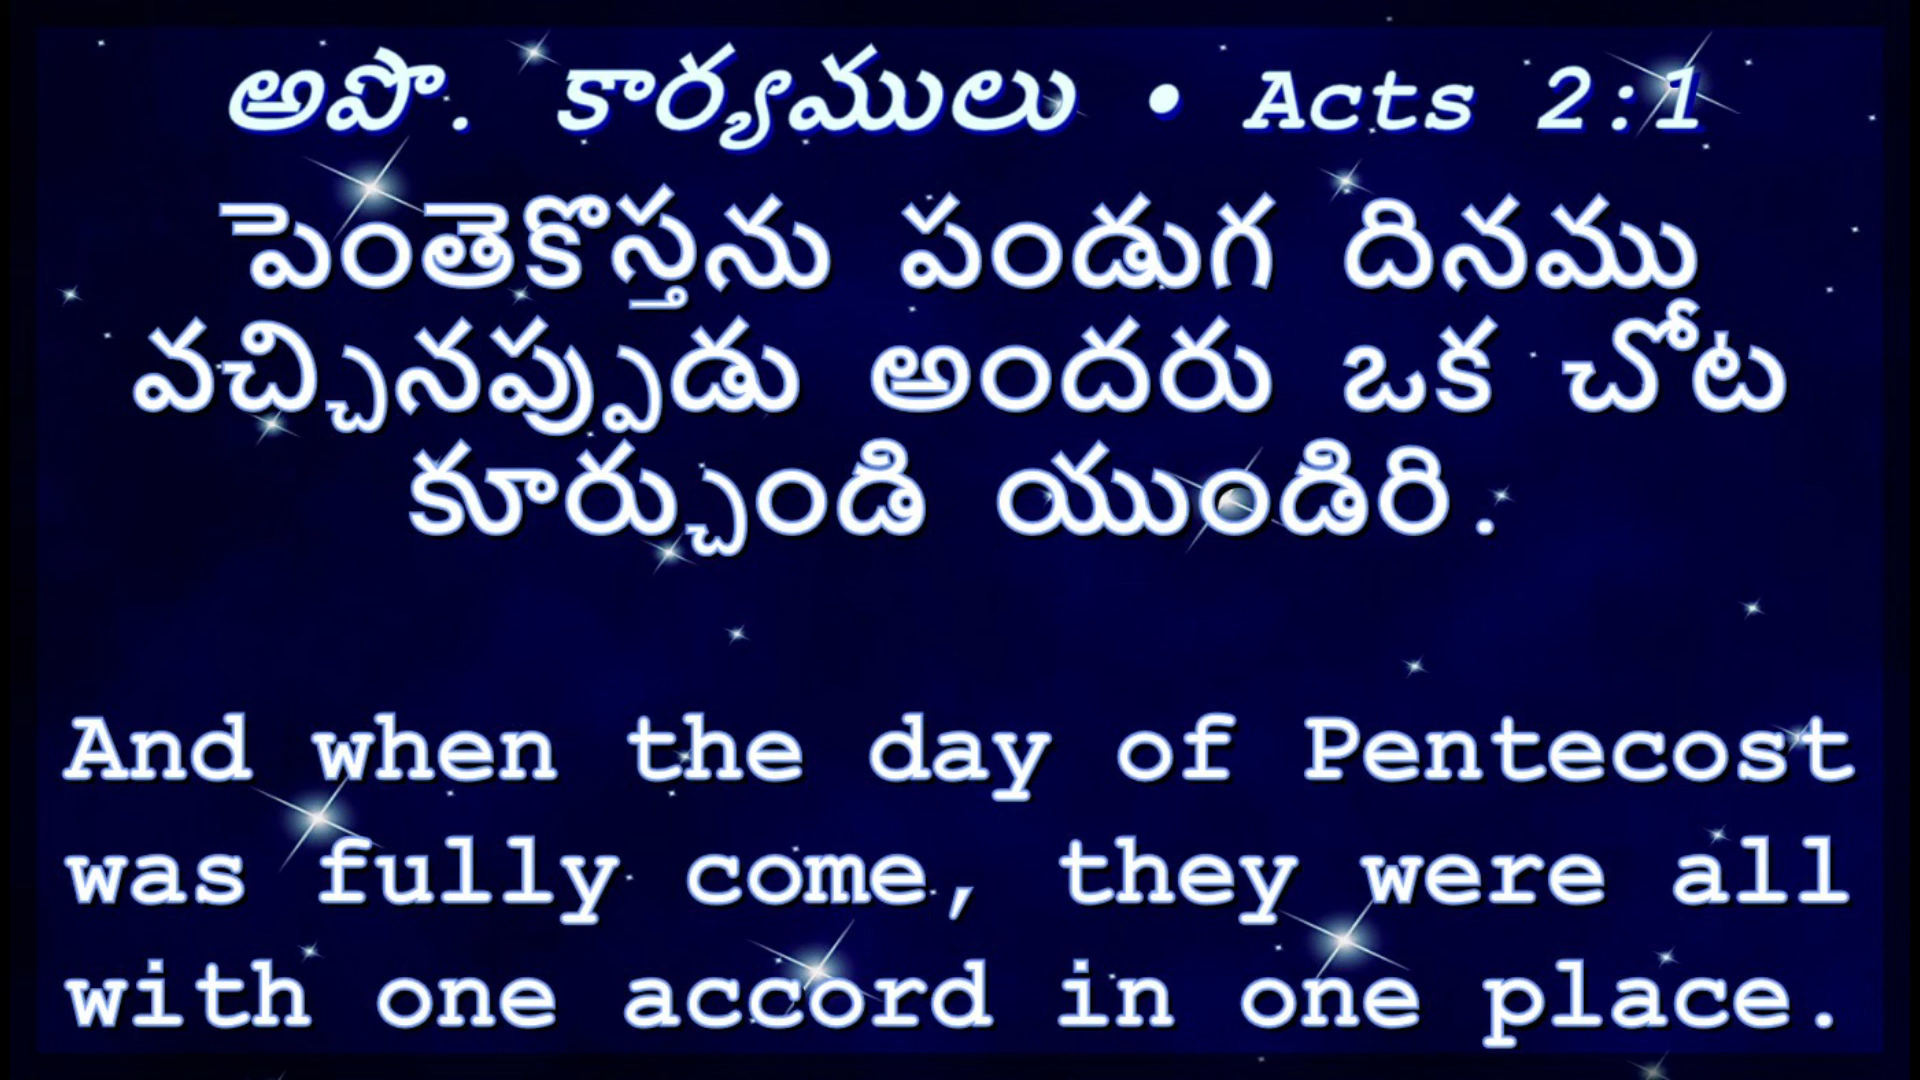 అపొ. కార్యములు • Acts 2:1
పెంతెకొస్తను పండుగ దినము
వచ్చినప్పుడు అందరు ఒక చోట
కూర్చుండి యుండిరి.
And when the day of Pentecost
was fully come, they were all
with one accord in one place.